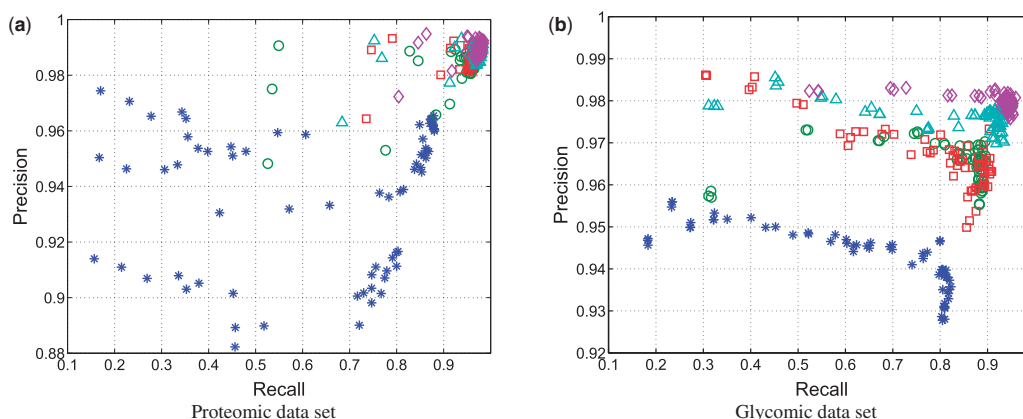 (a)
Precision
1
0.98
0.96
0.94
0.92
0.9
0.88
0.1 0.2 0.3 0.4 0.5 0.6 0.7 0.8 0.9
Recall
Proteomic data set
(b)
Precision
1
0.99
0.98
0.97
0.96
0.95
0.94
0.93
0.92
0.1 0.2 0.3 0.4 0.5 0.6 0.7 0.8 0.9
Recall
Glycomic data set